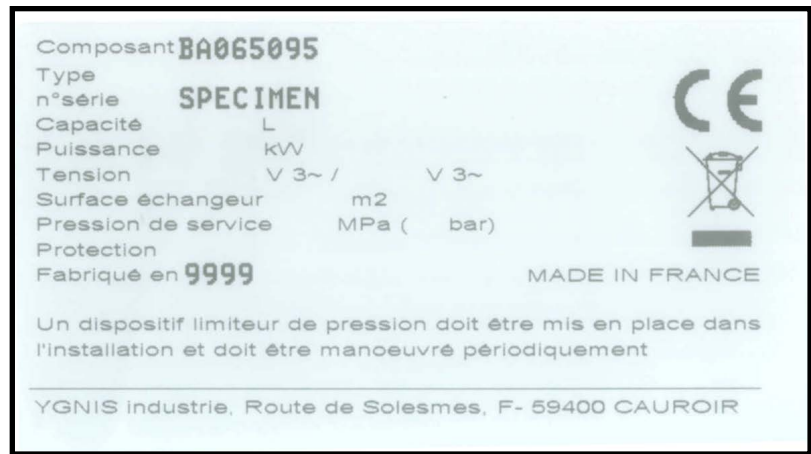 Composant BA065095
Type
n°série SPECIMEN
Capacité L
Puissance kW
Tension V 3~ / V 3~
Surface échangeur m2
Pression de service MPa ( bar)
Protection
Fabriqué en 9999 MADE IN FRANCE
CE
Un dispositif limiteur de pression doit être mis en place dans
l'installation et doit être manoeuvré périodiquement
YGNIS industrie, Route de Solesmes, F- 59400 CAUROIR